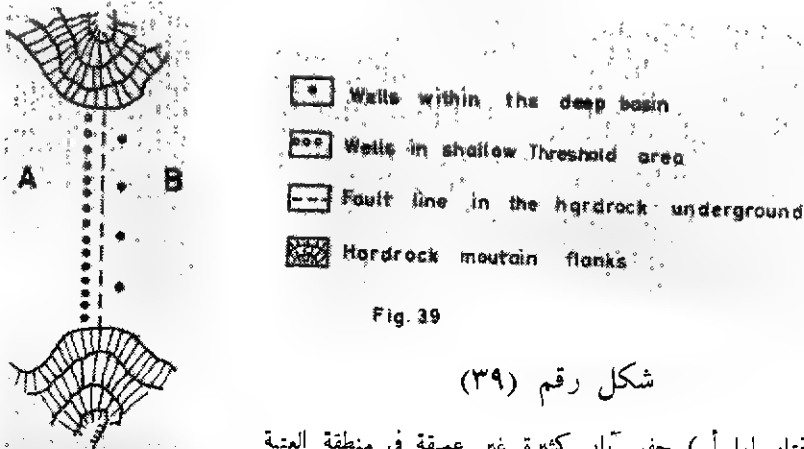 A
B
Wells within the deep basin
Wells in shallow Threshold area
Fault line in the hardrock underground
Hardrock moutain flanks
Fig. 39
شكل رقم (٣٩)
حفر آبار كثيرة غير عميقة في منطقة العتبة